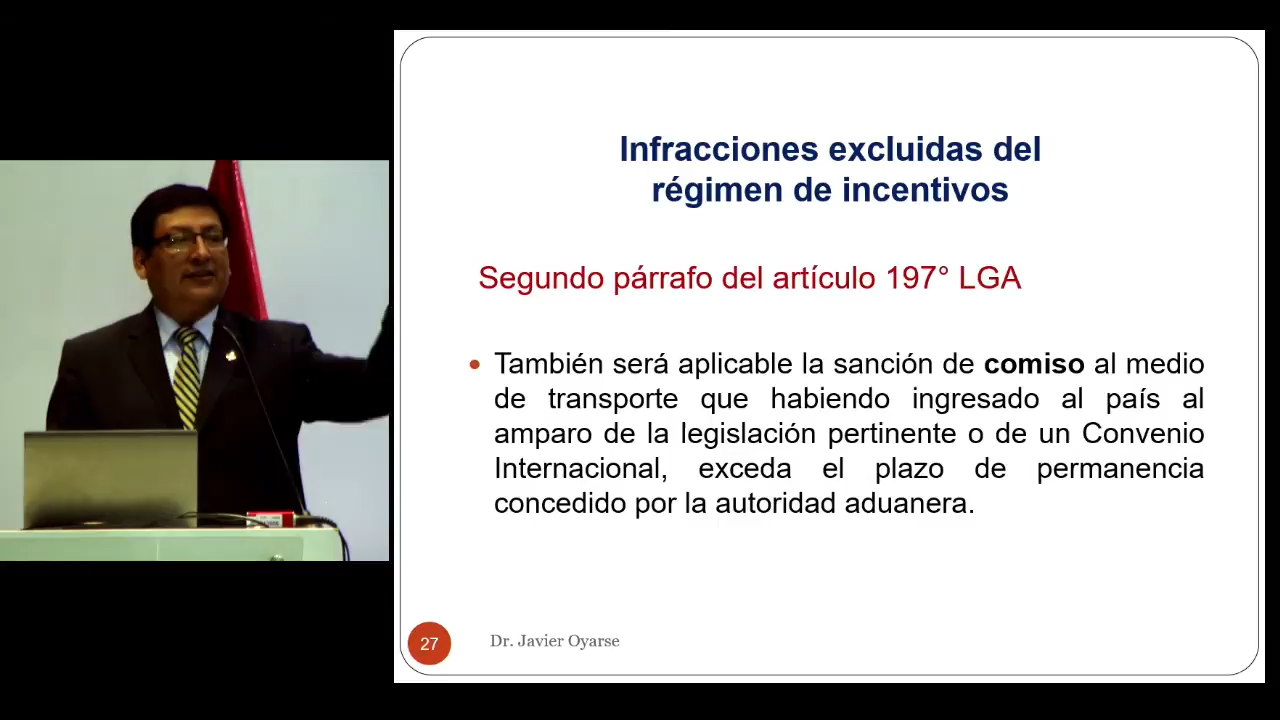 Infracciones excluidas del
régimen de incentivos
Segundo párrafo del artículo 197° LGA
• También será aplicable la sanción de comiso al medio
de transporte que habiendo ingresado al país al
amparo de la legislación pertinente o de un Convenio
Internacional, exceda el plazo de permanencia
concedido por la autoridad aduanera.
27
Dr. Javier Oyarse